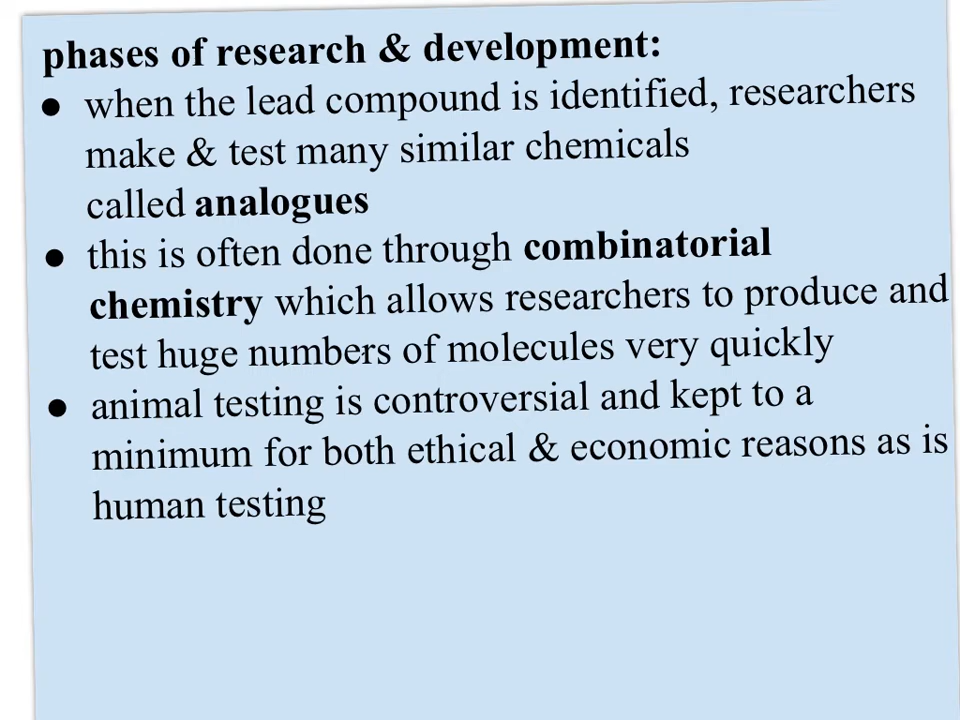 phases of research & development:
● when the lead compound is identified, researchers
make & test many similar chemicals
called analogues
● this is often done through combinatorial
chemistry which allows researchers to produce and
test huge numbers of molecules very quickly
● animal testing is controversial and kept to a
minimum for both ethical & economic reasons as is
human testing